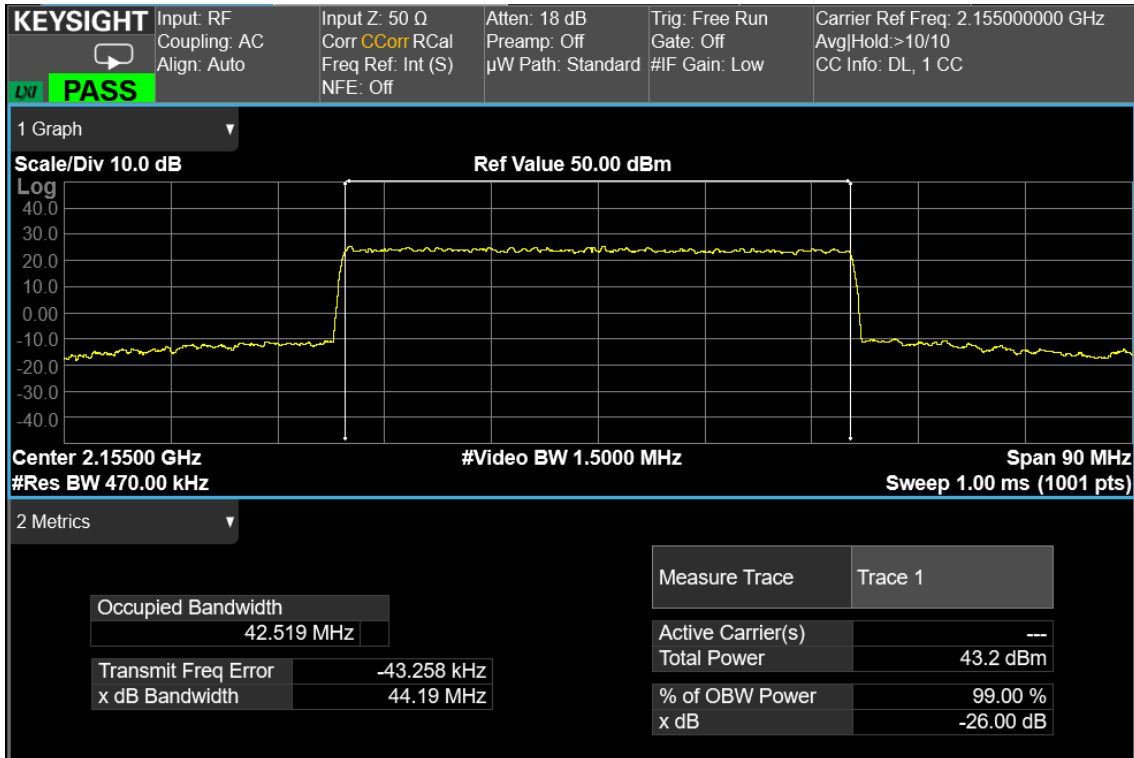 KEYSIGHT Input: RF Input Z: 50 Ω Atten: 18 dB Trig: Free Run Carrier Ref Freq: 2.155000000 GHz
Coupling: AC Corr CCorr RCal Preamp: Off Gate: Off Avg|Hold:>10/10
Align: Auto Freq Ref: Int (S) µW Path: Standard #IF Gain: Low CC Info: DL, 1 CC
LXI PASS NFE: Off
1 Graph
Scale/Div 10.0 dB Ref Value 50.00 dBm
Log
40.0
30.0
20.0
10.0
0.00
-10.0
-20.0
-30.0
-40.0
Center 2.15500 GHz #Video BW 1.5000 MHz Span 90 MHz
#Res BW 470.00 kHz Sweep 1.00 ms (1001 pts)
2 Metrics
Measure Trace Trace 1
Occupied Bandwidth
42.519 MHz
Active Carrier(s) ---
Transmit Freq Error -43.258 kHz Total Power 43.2 dBm
x dB Bandwidth 44.19 MHz % of OBW Power 99.00 %
x dB -26.00 dB